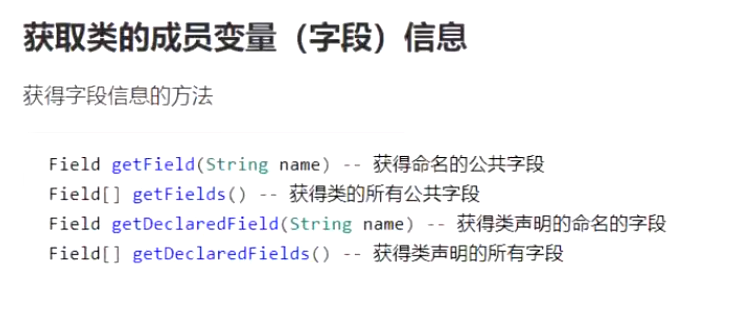 获取类的成员变量（字段）信息
获得字段信息的方法
Field getField(String name) -- 获得命名的公共字段
Field[] getFields() -- 获得类的所有公共字段
Field getDeclaredField(String name) -- 获得类声明的命名的字段
Field[] getDeclaredFields() -- 获得类声明的所有字段